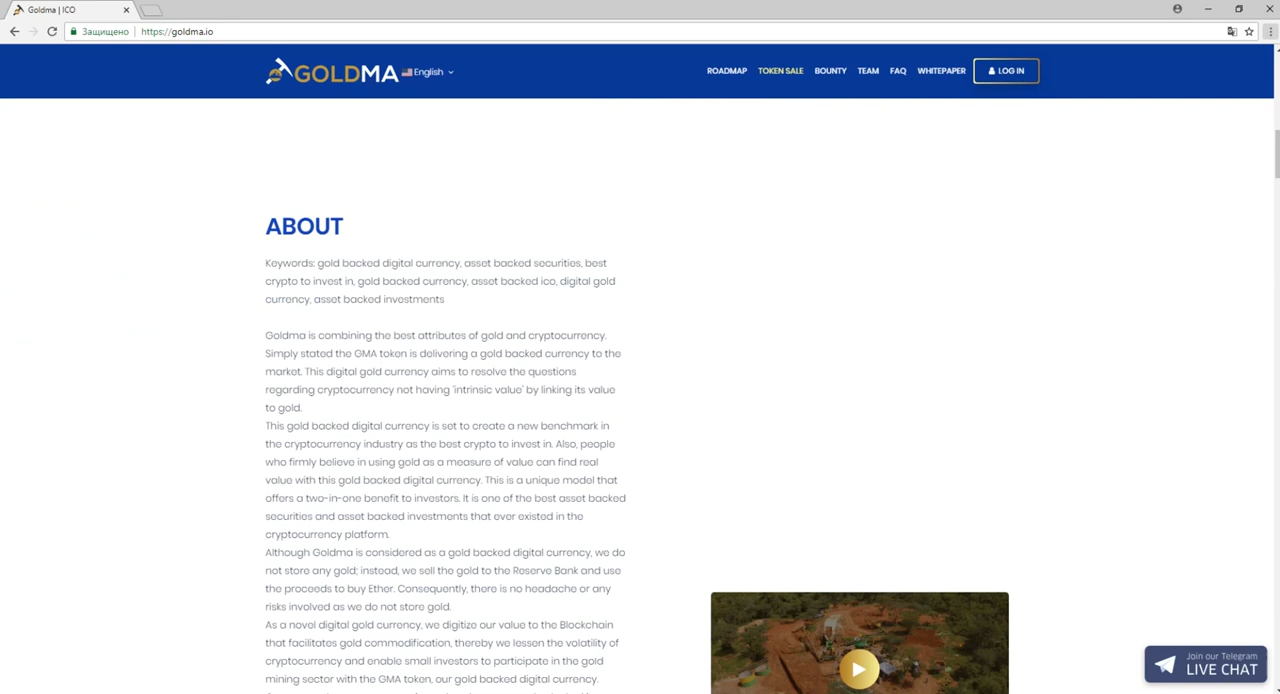 Goldma | ICO
Защищено
https://goldma.io
GOLDMA
English
ROADMAP
TOKEN SALE
BOUNTY
TEAM
FAQ
WHITEPAPER
LOG IN
ABOUT
Keywords: gold backed digital currency, asset backed securities, best
crypto to invest in, gold backed currency, asset backed ico, digital gold
currency, asset backed investments
Goldma is combining the best attributes of gold and cryptocurrency.
Simply stated the GMA token is delivering a gold backed currency to the
market. This digital gold currency aims to resolve the questions
regarding cryptocurrency not having 'intrinsic value' by linking its value
to gold.
This gold backed digital currency is set to create a new benchmark in
the cryptocurrency industry as the best crypto to invest in. Also, people
who firmly believe in using gold as a measure of value can find real
value with this gold backed digital currency. This is a unique model that
offers a two-in-one benefit to investors. It is one of the best asset backed
securities and asset backed investments that ever existed in the
cryptocurrency platform.
Although Goldma is considered as a gold backed digital currency, we do
not store any gold; instead, we sell the gold to the Reserve Bank and use
the proceeds to buy Ether. Consequently, there is no headache or any
risks involved as we do not store gold.
As a novel digital gold currency, we digitize our value to the Blockchain
that facilitates gold commodification, thereby we lessen the volatility of
cryptocurrency and enable small investors to participate in the gold
mining sector with the GMA token, our gold backed digital currency.
Join our Telegram
LIVE CHAT